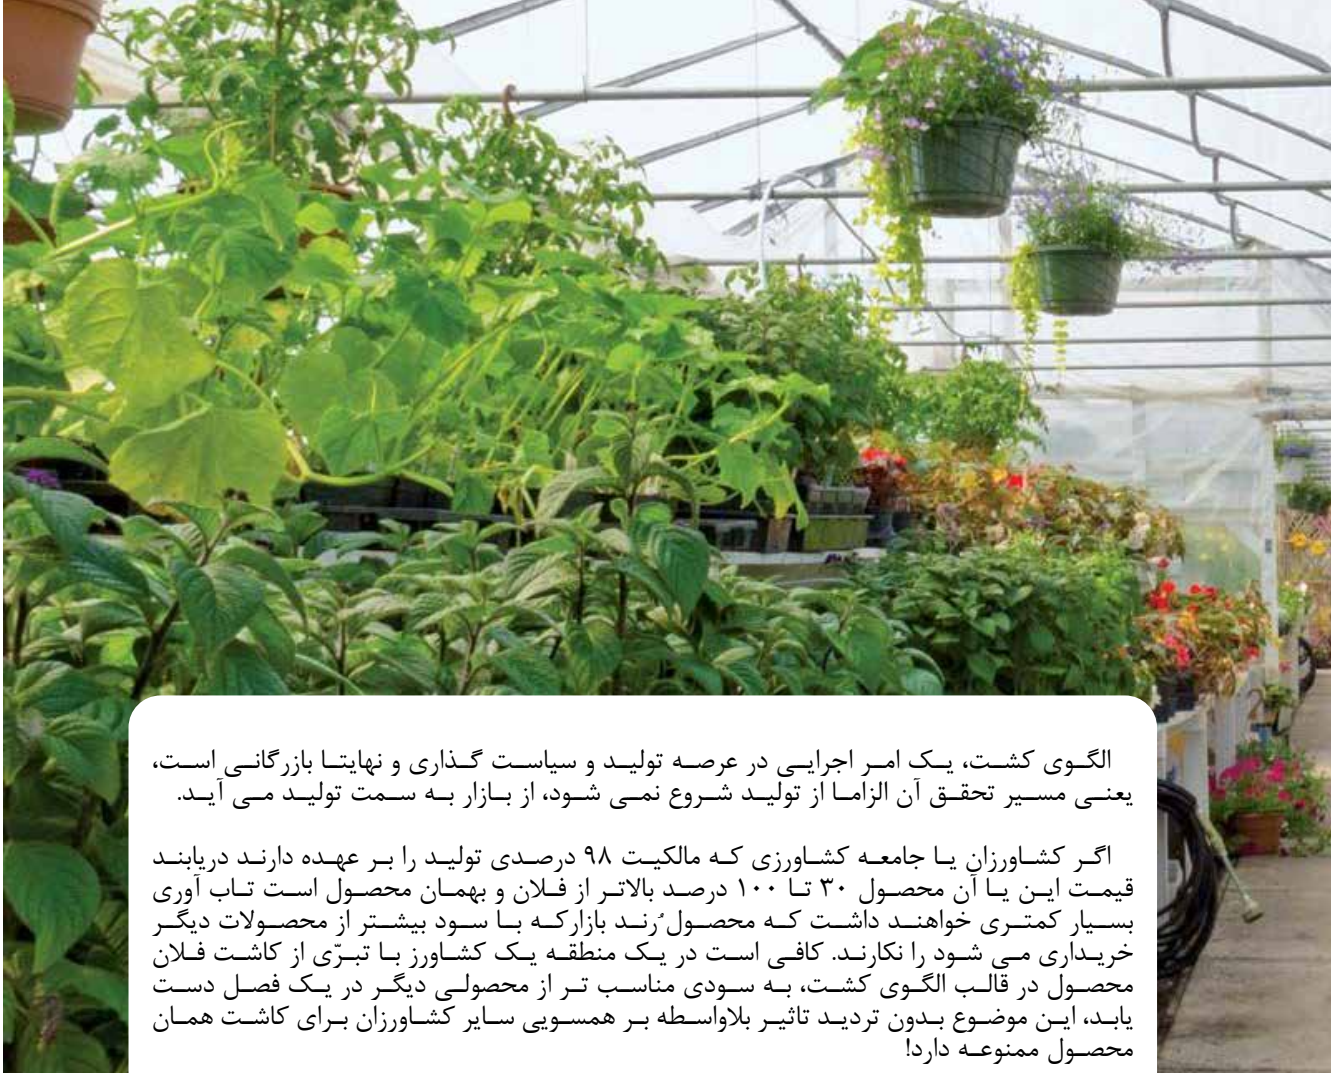 الگوی کشت، یک امر اجرایی در عرصه تولید و سیاست گذاری و نهایتا بازرگانی است،
یعنی مسیر تحقق آن الزاما از تولید شروع نمی شود، از بازار به سمت تولید می آید.
اگر کشاورزان یا جامعه کشاورزی که مالکیت ۹۸ درصدی تولید را بر عهده دارند دریابند
قیمت این یا آن محصول ۳۰ تا ۱۰۰ درصد بالاتر از فلان و بهمان محصول است تاب آوری
بسیار کمتری خواهند داشت که محصول ُرند بازارکه با سود بیشتر از محصولات دیگر
خریداری می شود را نکارند. کافی است در یک منطقه یک کشاورز با تبرّی از کاشت فلان
محصول در قالب الگوی کشت، به سودی مناسب تر از محصولی دیگر در یک فصل دست
یابد، این موضوع بدون تردید تاثیر بلاواسطه بر همسویی سایر کشاورزان برای کاشت همان
محصول ممنوعه دارد!